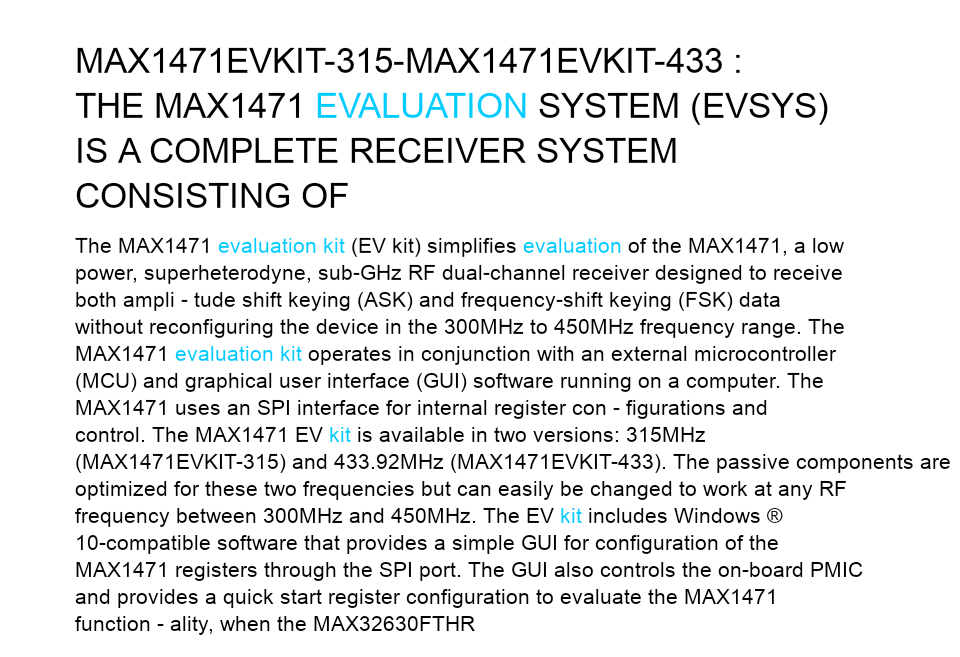 MAX1471EVKIT-315-MAX1471EVKIT-433 :
THE MAX1471 EVALUATION SYSTEM (EVSYS)
IS A COMPLETE RECEIVER SYSTEM
CONSISTING OF
The MAX1471 evaluation kit (EV kit) simplifies evaluation of the MAX1471, a low
power, superheterodyne, sub-GHz RF dual-channel receiver designed to receive
both ampli - tude shift keying (ASK) and frequency-shift keying (FSK) data
without reconfiguring the device in the 300MHz to 450MHz frequency range. The
MAX1471 evaluation kit operates in conjunction with an external microcontroller
(MCU) and graphical user interface (GUI) software running on a computer. The
MAX1471 uses an SPI interface for internal register con - figurations and
control. The MAX1471 EV kit is available in two versions: 315MHz
(MAX1471EVKIT-315) and 433.92MHz (MAX1471EVKIT-433). The passive components are
optimized for these two frequencies but can easily be changed to work at any RF
frequency between 300MHz and 450MHz. The EV kit includes Windows ®
10-compatible software that provides a simple GUI for configuration of the
MAX1471 registers through the SPI port. The GUI also controls the on-board PMIC
and provides a quick start register configuration to evaluate the MAX1471
function - ality, when the MAX32630FTHR